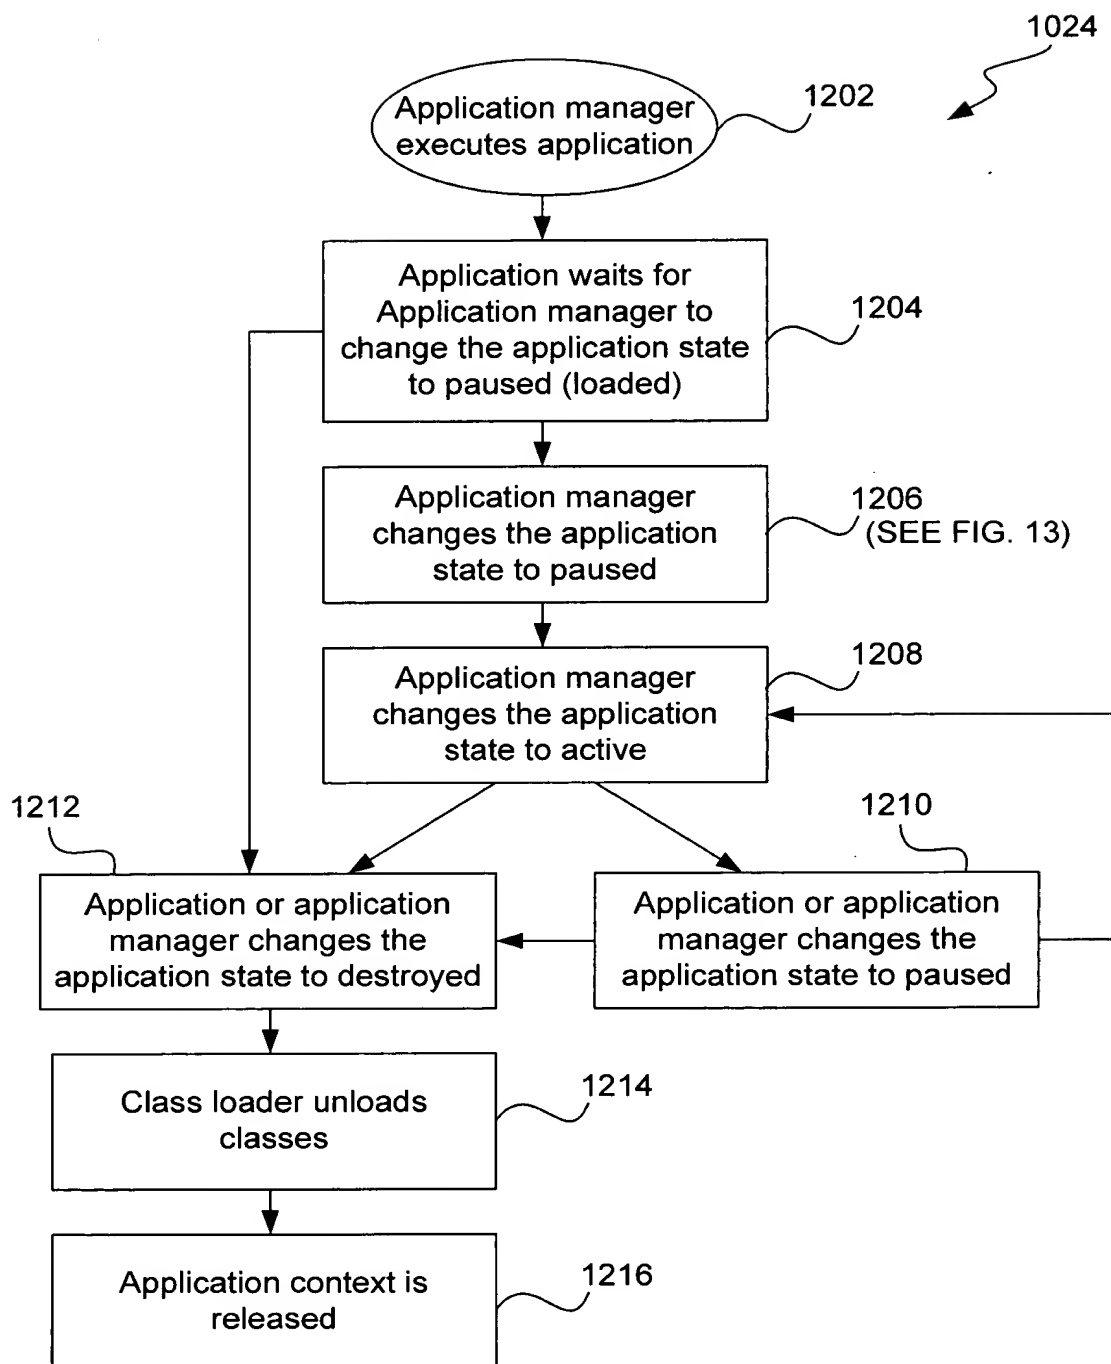 1024
Application manager
executes application
1202
Application waits for
Application manager to
change the application state
to paused (loaded)
1204
Application manager
changes the application
state to paused
1206
(SEE FIG. 13)
Application manager
changes the application
state to active
1208
1212
1210
Application or application
manager changes the
application state to destroyed
Application or application
manager changes the
application state to paused
Class loader unloads
classes
1214
Application context is
released
1216